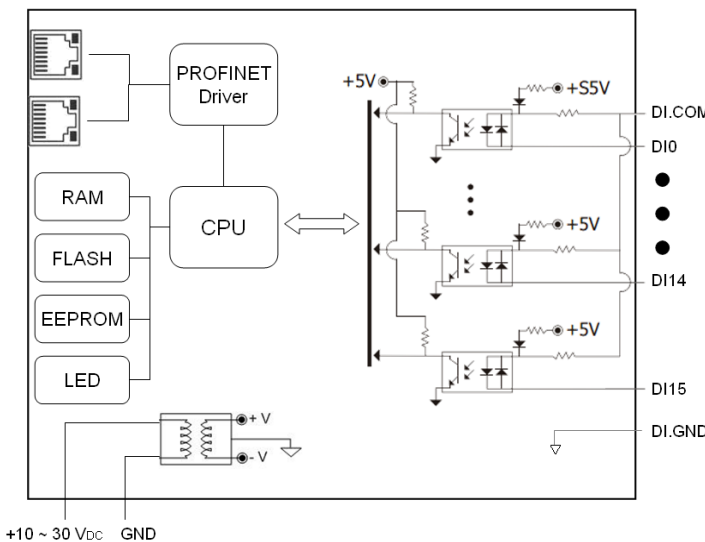 PROFINET
Driver
RAM
FLASH
EEPROM
LED
CPU
+5V
+S5V
DI.COM
DI0
+5V
DI14
+5V
DI15
DI.GND
+ V
- V
+10 ~ 30 VDC
GND